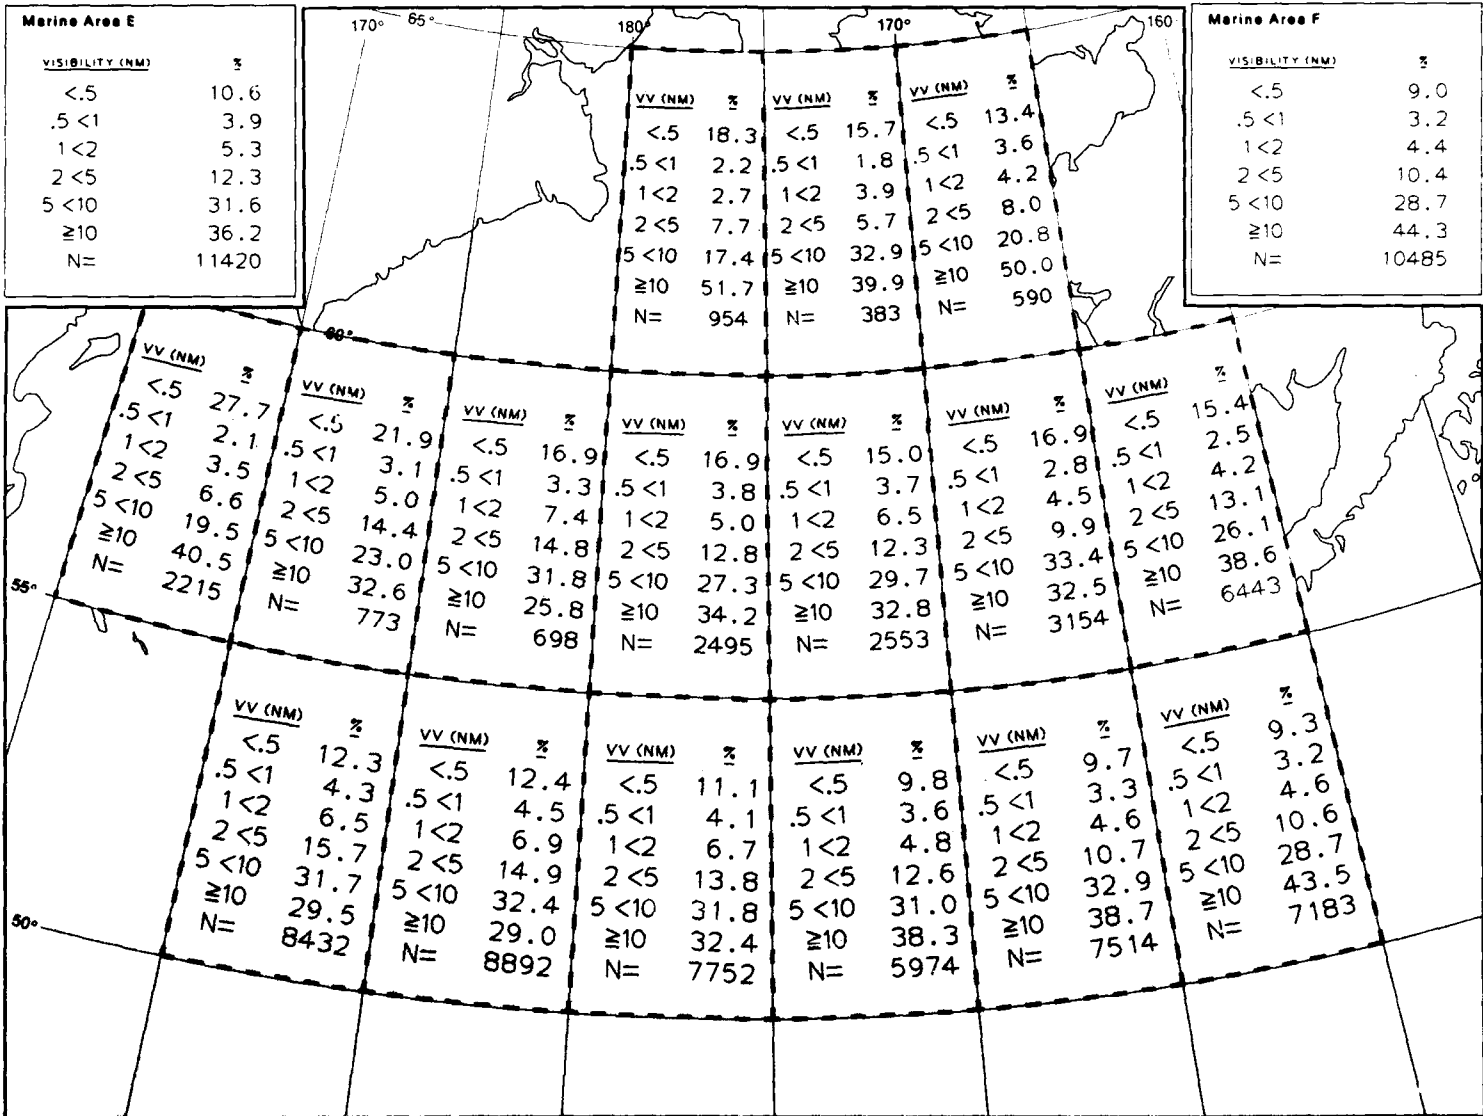 Marine Area E
VISIBILITY (NM) %
<.5 10.6
.5 <1 3.9
1<2 5.3
2 <5 12.3
5 <10 31.6
≧10 36.2
N= 11420
170° 65° 180° 170° 160
Marine Area F
VISIBILITY (NM) %
<.5 9.0
.5 <1 3.2
1<2 4.4
2 <5 10.4
5 <10 28.7
≧10 44.3
N= 10485
VV (NM) %
<.5 18.3
.5 <1 2.2
1<2 2.7
2 <5 7.7
5 <10 17.4
≧10 51.7
N= 954
VV (NM) %
<.5 15.7
.5 <1 1.8
1<2 3.9
2 <5 5.7
5 <10 32.9
≧10 39.9
N= 383
VV (NM) %
<.5 13.4
.5 <1 3.6
1<2 4.2
2 <5 8.0
5 <10 20.8
≧10 50.0
N= 590
60°
VV (NM) %
<.5 27.7
.5 <1 2.1
1<2 3.5
2 <5 6.6
5 <10 19.5
≧10 40.5
N= 2215
VV (NM) %
<.5 21.9
.5 <1 3.1
1<2 5.0
2 <5 14.4
5 <10 23.0
≧10 32.6
N= 773
VV (NM) %
<.5 16.9
.5 <1 3.3
1<2 7.4
2 <5 14.8
5 <10 31.8
≧10 25.8
N= 698
VV (NM) %
<.5 16.9
.5 <1 3.8
1<2 5.0
2 <5 12.8
5 <10 27.3
≧10 34.2
N= 2495
VV (NM) %
<.5 15.0
.5 <1 3.7
1<2 6.5
2 <5 12.3
5 <10 29.7
≧10 32.8
N= 2553
VV (NM) %
<.5 16.9
.5 <1 2.8
1<2 4.5
2 <5 9.9
5 <10 33.4
≧10 32.5
N= 3154
VV (NM) %
<.5 15.4
.5 <1 2.5
1<2 4.2
2 <5 13.1
5 <10 26.1
≧10 38.6
N= 6443
55°
VV (NM) %
<.5 12.3
.5 <1 4.3
1<2 6.5
2 <5 15.7
5 <10 31.7
≧10 29.5
N= 8432
VV (NM) %
<.5 12.4
.5 <1 4.5
1<2 6.9
2 <5 14.9
5 <10 32.4
≧10 29.0
N= 8892
VV (NM) %
<.5 11.1
.5 <1 4.1
1<2 6.7
2 <5 13.8
5 <10 31.8
≧10 32.4
N= 7752
VV (NM) %
<.5 9.8
.5 <1 3.6
1<2 4.8
2 <5 12.6
5 <10 31.0
≧10 38.3
N= 5974
VV (NM) %
<.5 9.7
.5 <1 3.3
1<2 4.6
2 <5 10.7
5 <10 32.9
≧10 38.7
N= 7514
VV (NM) %
<.5 9.3
.5 <1 3.2
1<2 4.6
2 <5 10.6
5 <10 28.7
≧10 43.5
N= 7183
50°